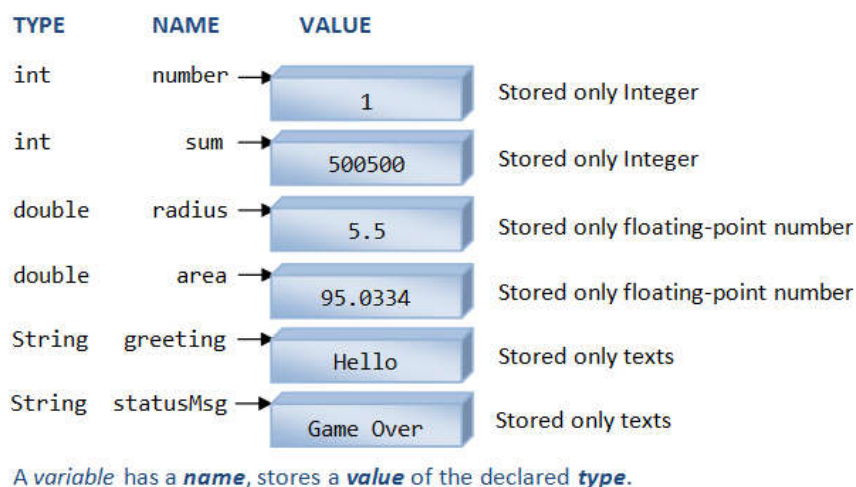 TYPE NAME VALUE
int number 1 Stored only Integer
int sum 500500 Stored only Integer
double radius 5.5 Stored only floating-point number
double area 95.0334 Stored only floating-point number
String greeting Hello Stored only texts
String statusMsg Game Over Stored only texts
A variable has a name, stores a value of the declared type.